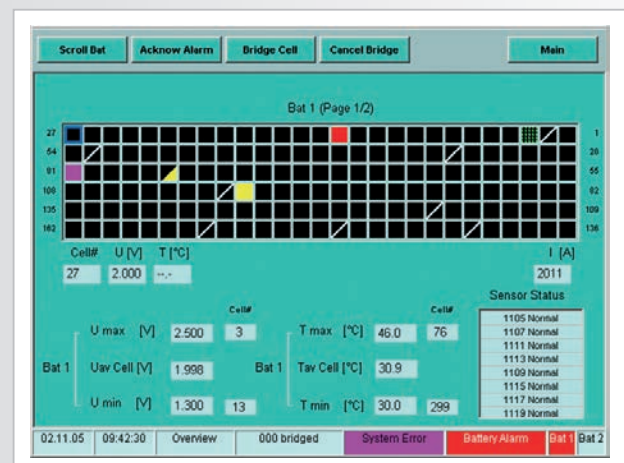 Scroll Bat Acknow Alarm Bridge Cell Cancel Bridge Main
Bat 1 (Page 1/2)
27 1
54 28
81 55
108 82
135 109
162 136
Cell# U [V] T [°C] I [A]
27 2.000 --.- 2011
Sensor Status
1105 Normal
1107 Normal
1111 Normal
1113 Normal
1109 Normal
1115 Normal
1117 Normal
1119 Normal
Cell# Cell#
U max [V] 2.500 3 T max [°C] 46.0 76
Bat 1 Uav Cell [V] 1.998 Bat 1 Tav Cell [°C] 30.9
U min [V] 1.300 13 T min [°C] 30.0 299
02.11.05 09:42:30 Overview 000 bridged System Error Battery Alarm Bat 1 Bat 2